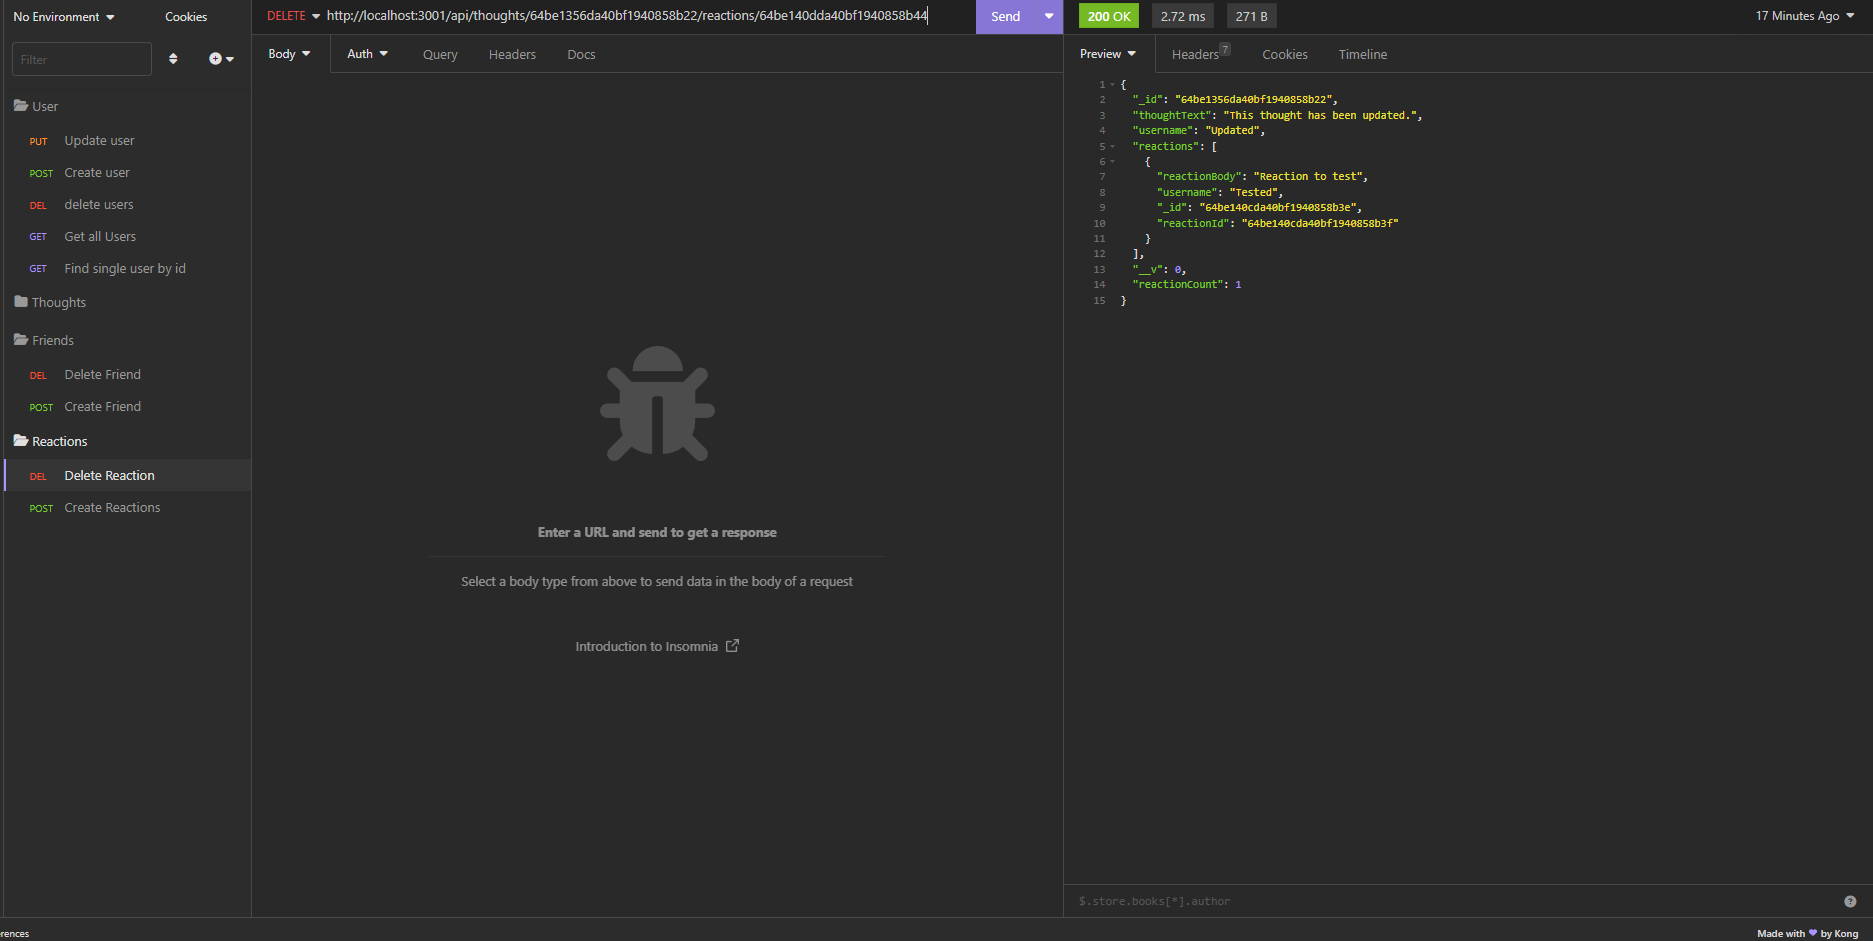 No Environment
Cookies
Filter
User
PUT Update user
POST Create user
DEL delete users
GET Get all Users
GET Find single user by id
Thoughts
Friends
DEL Delete Friend
POST Create Friend
Reactions
DEL Delete Reaction
POST Create Reactions
rences
DELETE http://localhost:3001/api/thoughts/64be1356da40bf1940858b22/reactions/64be140dda40bf1940858b44
Send
Body Auth Query Headers Docs
Enter a URL and send to get a response
Select a body type from above to send data in the body of a request
Introduction to Insomnia
200 OK 2.72 ms 271 B 17 Minutes Ago
Preview Headers 7 Cookies Timeline
1 {
2 "_id": "64be1356da40bf1940858b22",
3 "thoughtText": "This thought has been updated.",
4 "username": "Updated",
5 "reactions": [
6 {
7 "reactionBody": "Reaction to test",
8 "username": "Tested",
9 "_id": "64be140cda40bf1940858b3e",
10 "reactionId": "64be140cda40bf1940858b3f"
11 }
12 ],
13 "__v": 0,
14 "reactionCount": 1
15 }
$.store.books[*].author
?
Made with ♥ by Kong